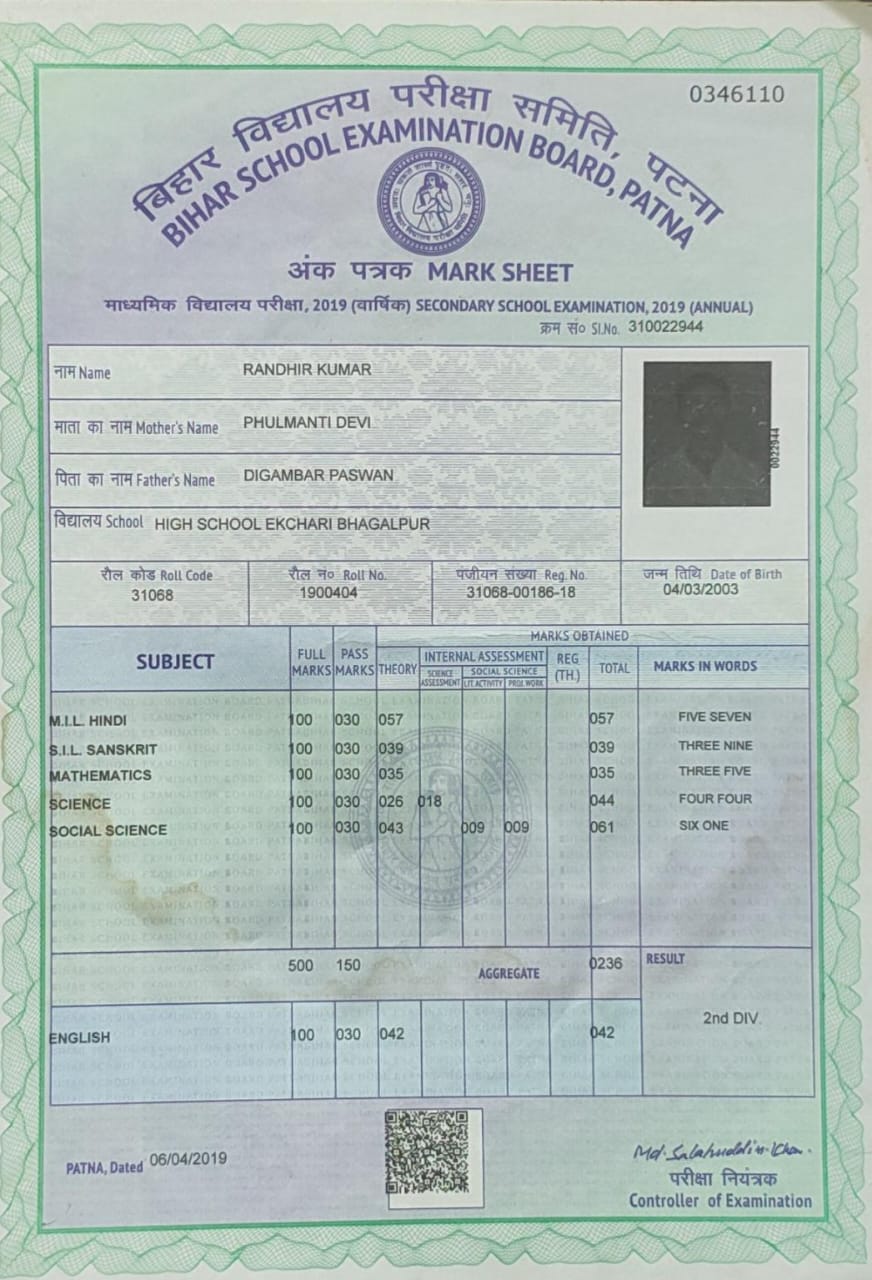 0346110
बिहार विद्यालय परीक्षा समिति, पटना
BIHAR SCHOOL EXAMINATION BOARD, PATNA
अंक पत्रक MARK SHEET
माध्यमिक विद्यालय परीक्षा, 2019 (वार्षिक) SECONDARY SCHOOL EXAMINATION, 2019 (ANNUAL)
क्रम सं० Sl.No. 310022944
नाम Name RANDHIR KUMAR
माता का नाम Mother's Name PHULMANTI DEVI
पिता का नाम Father's Name DIGAMBAR PASWAN
विद्यालय School HIGH SCHOOL EKCHARI BHAGALPUR
0022944
रौल कोड Roll Code रौल नं० Roll No. पंजीयन संख्या Reg. No. जन्म तिथि Date of Birth
31068 1900404 31068-00186-18 04/03/2003
MARKS OBTAINED
SUBJECT FULL MARKS PASS MARKS THEORY INTERNAL ASSESSMENT REG (TH.) TOTAL MARKS IN WORDS
SCIENCE ASSESSMENT SOCIAL SCIENCE
LIT.ACTIVITY PROJ.WORK
M.I.L. HINDI 100 030 057 057 FIVE SEVEN
S.I.L. SANSKRIT 100 030 039 039 THREE NINE
MATHEMATICS 100 030 035 035 THREE FIVE
SCIENCE 100 030 026 018 044 FOUR FOUR
SOCIAL SCIENCE 100 030 043 009 009 061 SIX ONE
500 150 AGGREGATE 0236 RESULT
2nd DIV.
ENGLISH 100 030 042 042
PATNA, Dated 06/04/2019
Md. Salahuddin Khan.
परीक्षा नियंत्रक
Controller of Examination